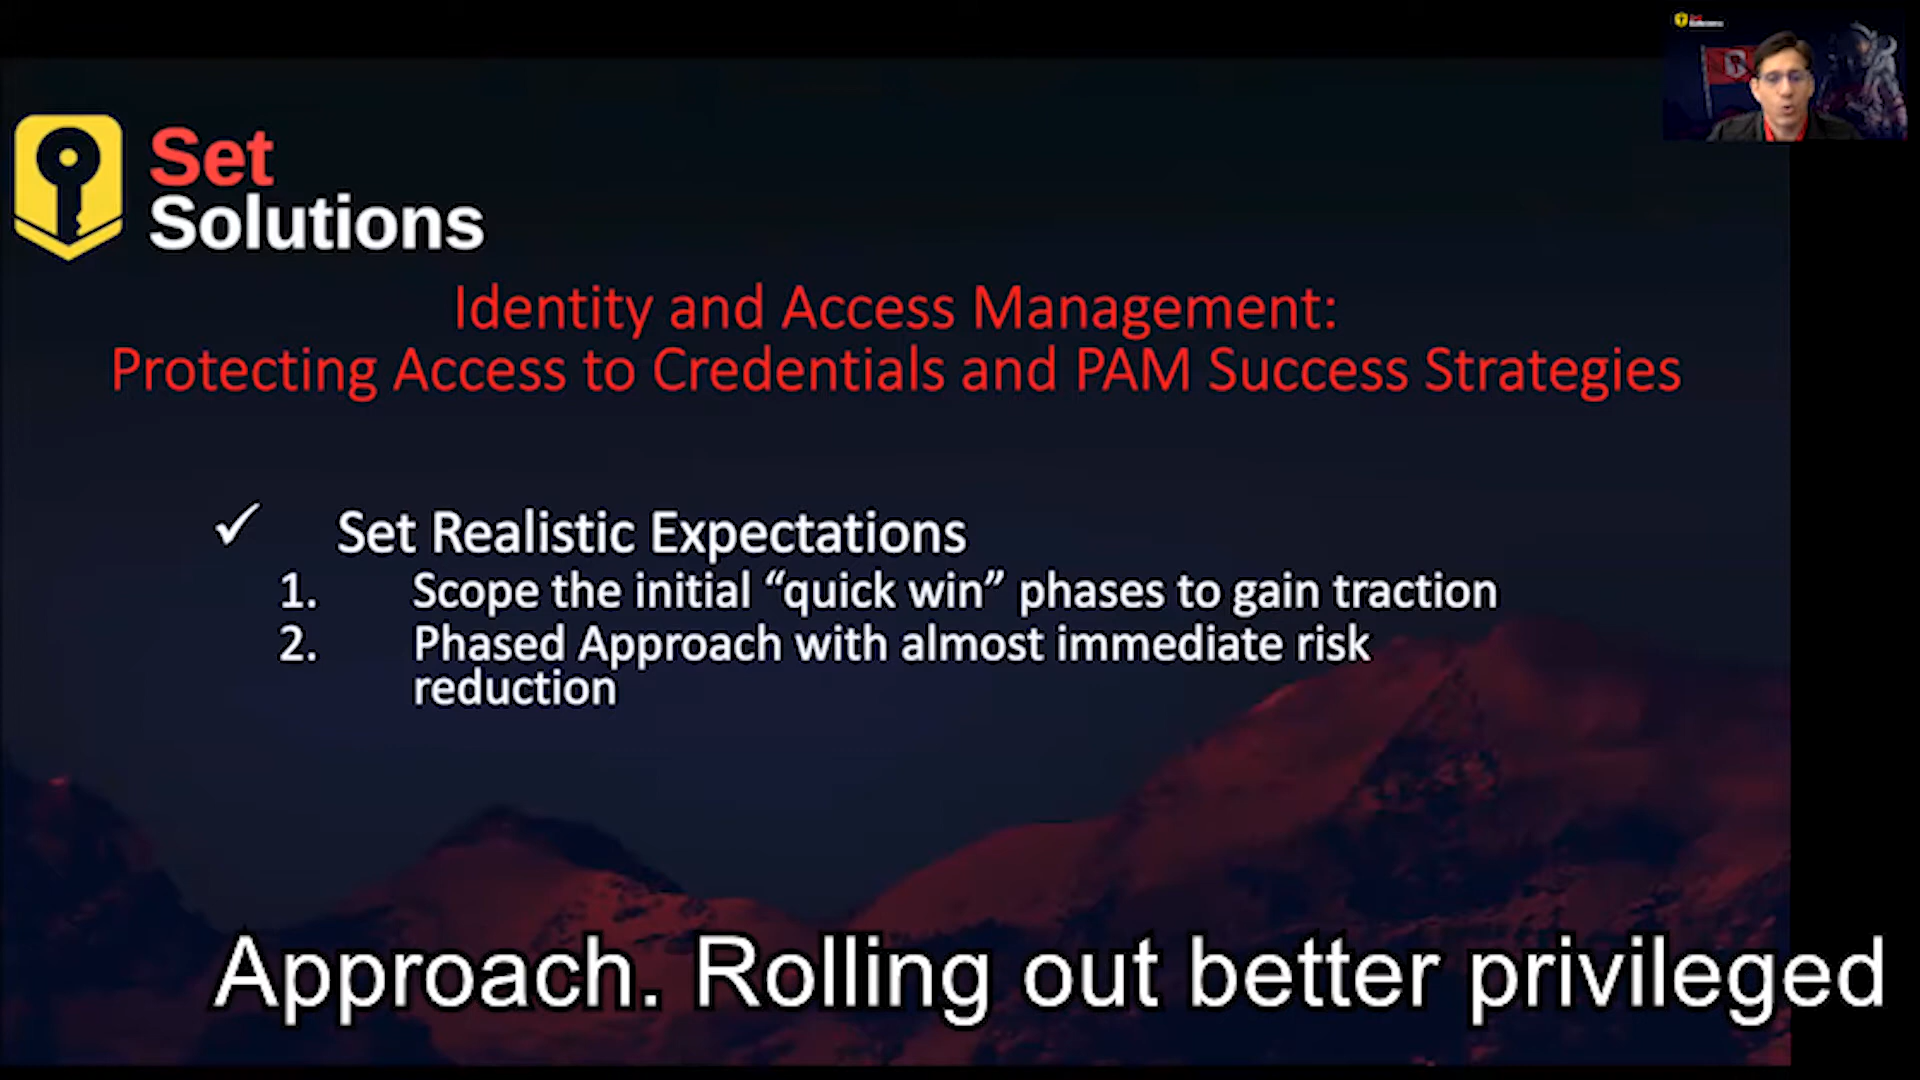 Set
Solutions
Identity and Access Management:
Protecting Access to Credentials and PAM Success Strategies
✓ Set Realistic Expectations
1. Scope the initial “quick win” phases to gain traction
2. Phased Approach with almost immediate risk
reduction
Approach. Rolling out better privileged